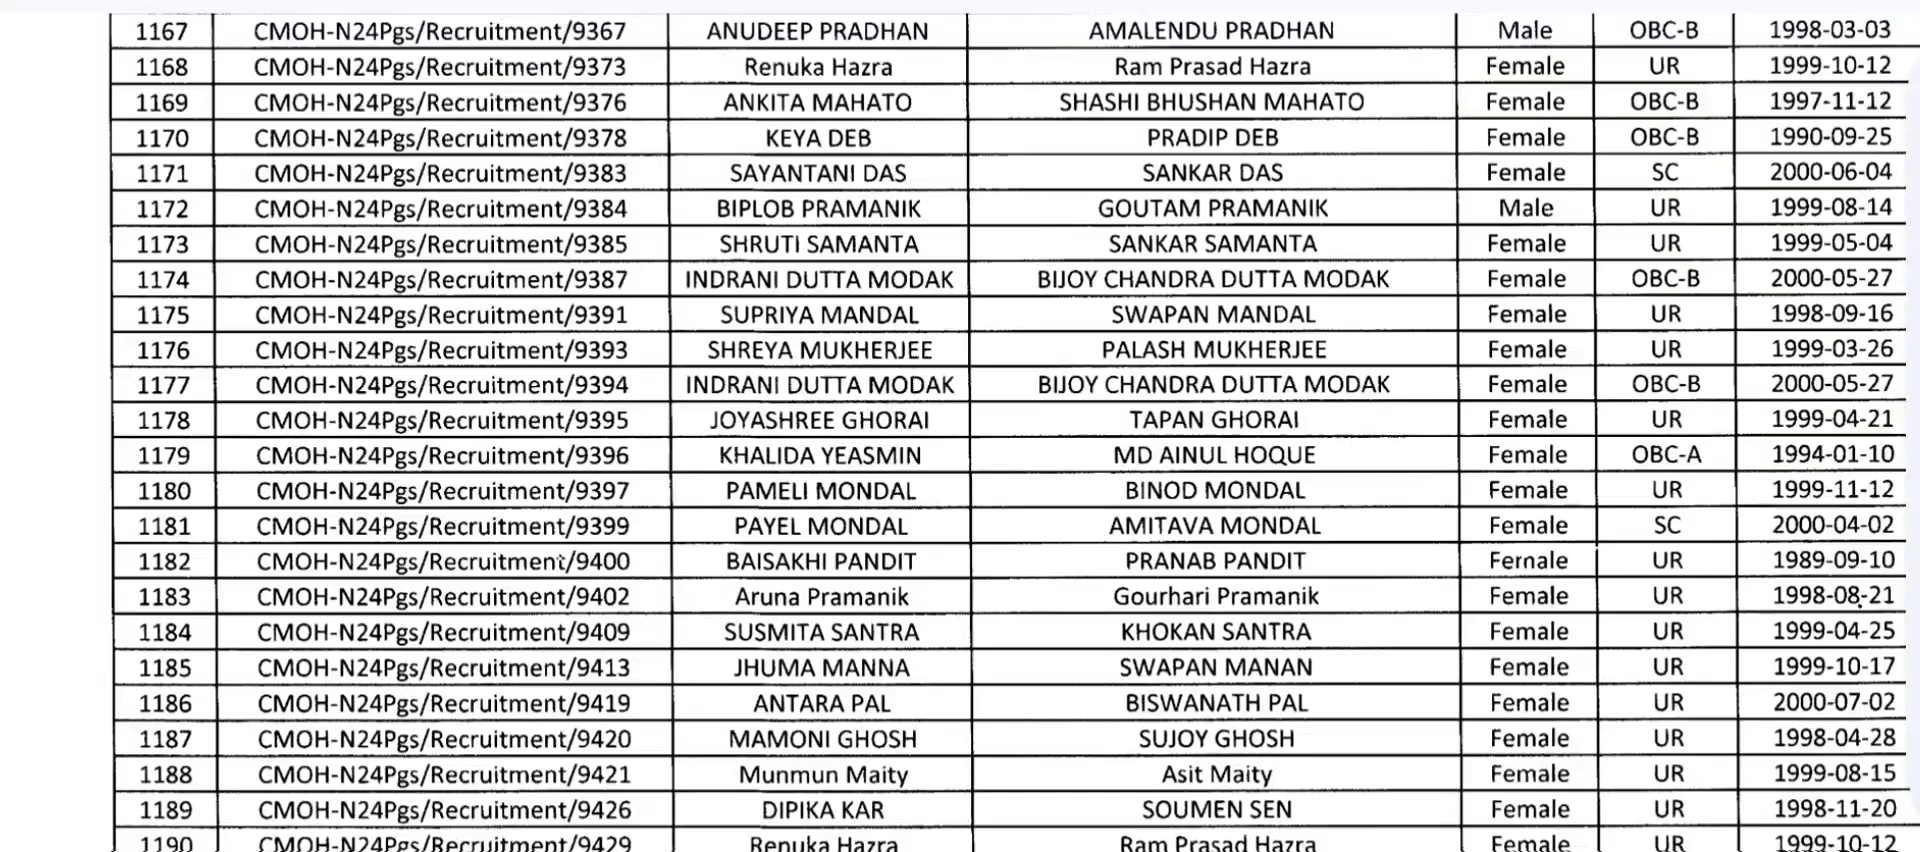 1167 CMOH-N24Pgs/Recruitment/9367 ANUDEEP PRADHAN AMALENDU PRADHAN Male OBC-B 1998-03-03
1168 CMOH-N24Pgs/Recruitment/9373 Renuka Hazra Ram Prasad Hazra Female UR 1999-10-12
1169 CMOH-N24Pgs/Recruitment/9376 ANKITA MAHATO SHASHI BHUSHAN MAHATO Female OBC-B 1997-11-12
1170 CMOH-N24Pgs/Recruitment/9378 KEYA DEB PRADIP DEB Female OBC-B 1990-09-25
1171 CMOH-N24Pgs/Recruitment/9383 SAYANTANI DAS SANKAR DAS Female SC 2000-06-04
1172 CMOH-N24Pgs/Recruitment/9384 BIPLOB PRAMANIK GOUTAM PRAMANIK Male UR 1999-08-14
1173 CMOH-N24Pgs/Recruitment/9385 SHRUTI SAMANTA SANKAR SAMANTA Female UR 1999-05-04
1174 CMOH-N24Pgs/Recruitment/9387 INDRANI DUTTA MODAK BIJOY CHANDRA DUTTA MODAK Female OBC-B 2000-05-27
1175 CMOH-N24Pgs/Recruitment/9391 SUPRIYA MANDAL SWAPAN MANDAL Female UR 1998-09-16
1176 CMOH-N24Pgs/Recruitment/9393 SHREYA MUKHERJEE PALASH MUKHERJEE Female UR 1999-03-26
1177 CMOH-N24Pgs/Recruitment/9394 INDRANI DUTTA MODAK BIJOY CHANDRA DUTTA MODAK Female OBC-B 2000-05-27
1178 CMOH-N24Pgs/Recruitment/9395 JOYASHREE GHORAI TAPAN GHORAI Female UR 1999-04-21
1179 CMOH-N24Pgs/Recruitment/9396 KHALIDA YEASMIN MD AINUL HOQUE Female OBC-A 1994-01-10
1180 CMOH-N24Pgs/Recruitment/9397 PAMELI MONDAL BINOD MONDAL Female UR 1999-11-12
1181 CMOH-N24Pgs/Recruitment/9399 PAYEL MONDAL AMITAVA MONDAL Female SC 2000-04-02
1182 CMOH-N24Pgs/Recruitment/9400 BAISAKHI PANDIT PRANAB PANDIT Female UR 1989-09-10
1183 CMOH-N24Pgs/Recruitment/9402 Aruna Pramanik Gourhari Pramanik Female UR 1998-08-21
1184 CMOH-N24Pgs/Recruitment/9409 SUSMITA SANTRA KHOKAN SANTRA Female UR 1999-04-25
1185 CMOH-N24Pgs/Recruitment/9413 JHUMA MANNA SWAPAN MANAN Female UR 1999-10-17
1186 CMOH-N24Pgs/Recruitment/9419 ANTARA PAL BISWANATH PAL Female UR 2000-07-02
1187 CMOH-N24Pgs/Recruitment/9420 MAMONI GHOSH SUJOY GHOSH Female UR 1998-04-28
1188 CMOH-N24Pgs/Recruitment/9421 Munmun Maity Asit Maity Female UR 1999-08-15
1189 CMOH-N24Pgs/Recruitment/9426 DIPIKA KAR SOUMEN SEN Female UR 1998-11-20
1190 CMOH-N24Pgs/Recruitment/9429 Renuka Hazra Ram Prasad Hazra Female UR 1999-10-12